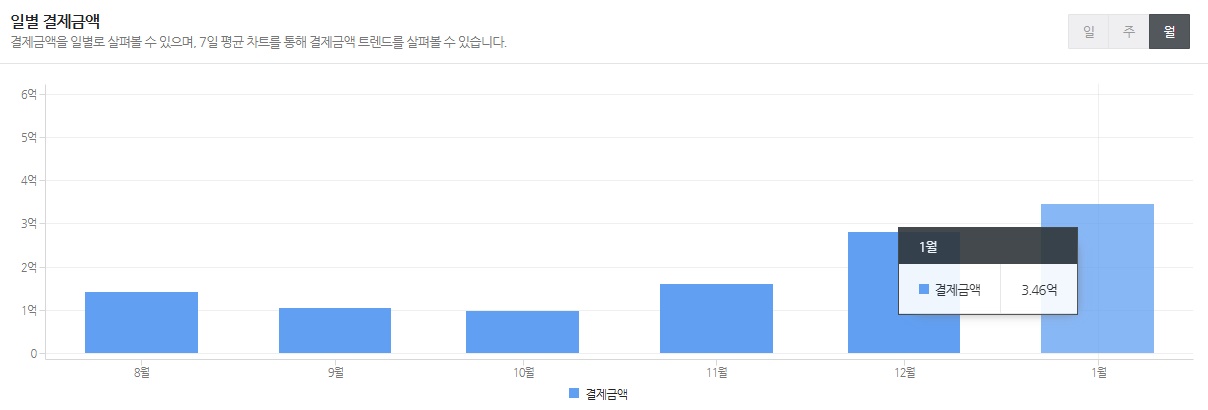 일별 결제금액
결제금액을 일별로 살펴볼 수 있으며, 7일 평균 차트를 통해 결제금액 트렌드를 살펴볼 수 있습니다.
일 주 월
6억
5억
4억
3억
2억
1억
0
1월
결제금액 3.46억
8월 9월 10월 11월 12월 1월
결제금액